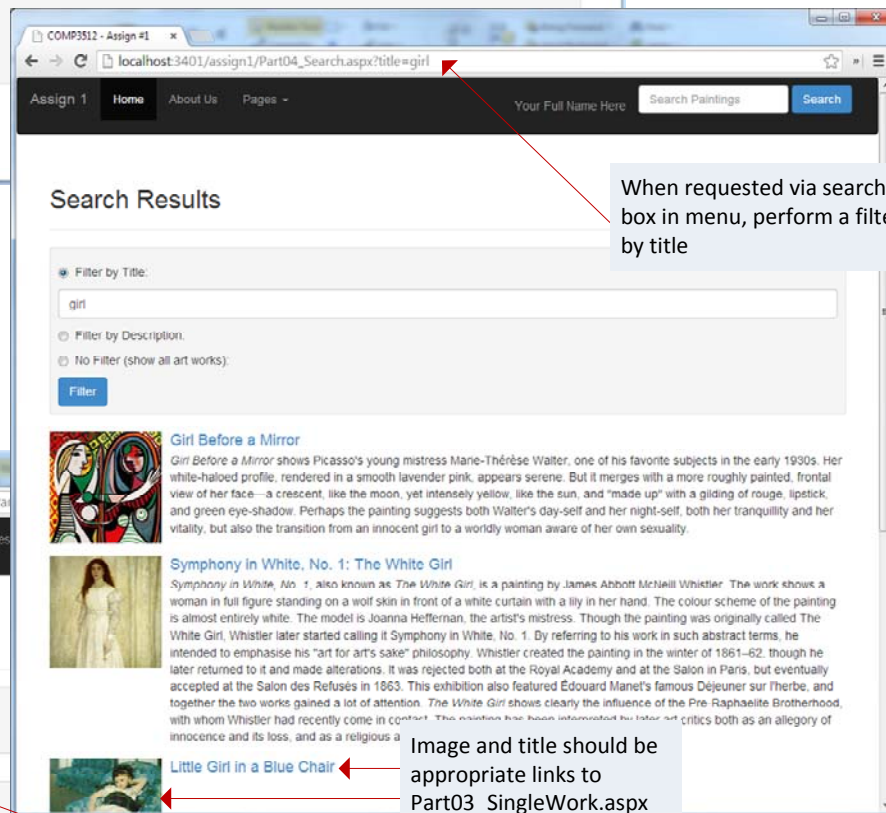 COMP3512 - Assign #1
localhost:3401/assign1/Part04_Search.aspx?title=girl
Assign 1 Home About Us Pages Your Full Name Here Search Paintings Search
When requested via search
box in menu, perform a filte
by title
Search Results
Filter by Title:
girl
Filter by Description.
No Filter (show all art works):
Filter
Girl Before a Mirror
Girl Before a Mirror shows Picasso's young mistress Marie-Thérèse Walter, one of his favorite subjects in the early 1930s. Her
white-haloed profile, rendered in a smooth lavender pink, appears serene. But it merges with a more roughly painted, frontal
view of her face—a crescent, like the moon, yet intensely yellow, like the sun, and "made up" with a gilding of rouge, lipstick,
and green eye-shadow. Perhaps the painting suggests both Walter's day-self and her night-self, both her tranquility and her
vitality, but also the transition from an innocent girl to a worldly woman aware of her own sexuality.
Symphony in White, No. 1: The White Girl
Symphony in White, No. 1, also known as The White Girl, is a painting by James Abbott McNeill Whistler. The work shows a
woman in full figure standing on a wolf skin in front of a white curtain with a lily in her hand. The colour scheme of the painting
is almost entirely white. The model is Joanna Heffernan, the artist's mistress. Though the painting was originally called The
White Girl, Whistler later started calling it Symphony in White, No. 1. By referring to his work in such abstract terms, he
intended to emphasise his "art for art's sake" philosophy. Whistler created the painting in the winter of 1861–62, though he
later returned to it and made alterations. It was rejected both at the Royal Academy and at the Salon in Paris, but eventually
accepted at the Salon des Refusés in 1863. This exhibition also featured Édouard Manet's famous Déjeuner sur l'herbe, and
together the two works gained a lot of attention. The White Girl shows clearly the influence of the Pre-Raphaelite Brotherhood,
with whom Whistler had recently come in contact. The painting has been interpreted by later art critics both as an allegory of
innocence and its loss, and as a religious a
Image and title should be
appropriate links to
Part03_SingleWork.aspx
Little Girl in a Blue Chair